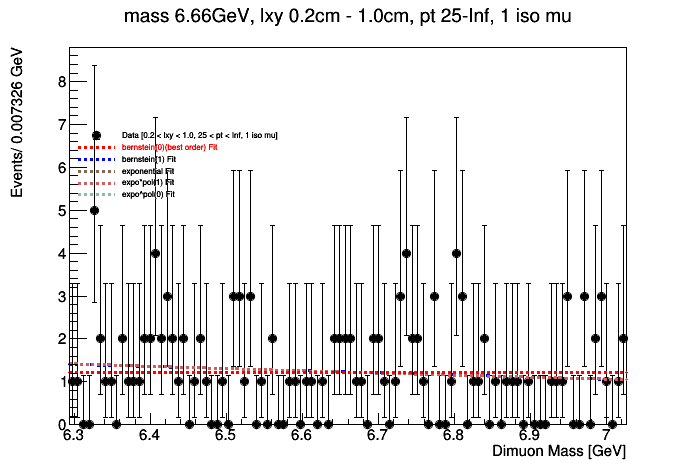 mass 6.66GeV, lxy 0.2cm - 1.0cm, pt 25-Inf, 1 iso mu
Events/ 0.007326 GeV
8
7
6
5
4
3
2
1
0
Data [0.2 < lxy < 1.0, 25 < pt < Inf, 1 iso mu]
bernstein(0)(best order) Fit
bernstein(1) Fit
exponential Fit
expo*pol(1) Fit
expo^pol(0) Fit
6.3 6.4 6.5 6.6 6.7 6.8 6.9 7
Dimuon Mass [GeV]